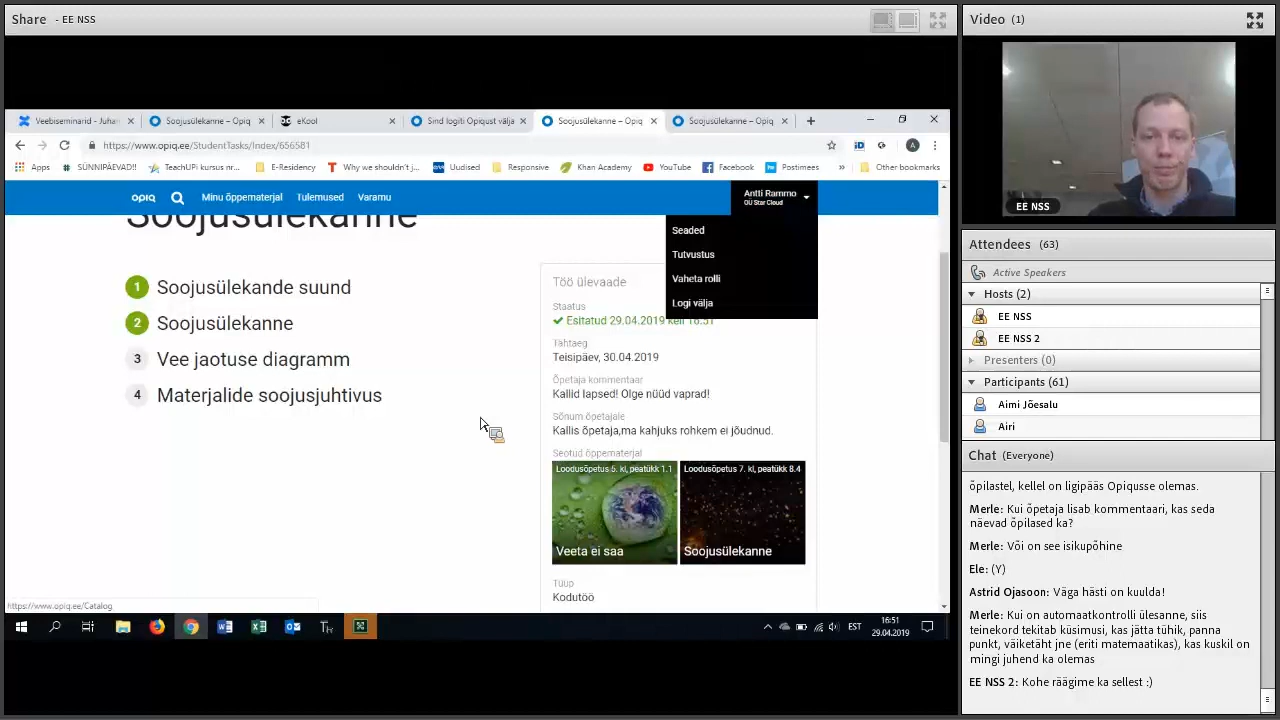 Share - EE NSS
Veebiseminarid - Juha
Soojusülekanne – Opiq
eKool
Sind logiti Opiqust välja
Soojusülekanne – Opiq
Soojusülekanne – Opiq
https://www.opiq.ee/StudentTasks/Index/656581
Apps
SÜNNIPÄEVAD!!
TeachUPi kursus nr...
E-Residency
Why we shouldn't j...
Uudised
Responsive
Khan Academy
YouTube
Facebook
Postimees
»
Other bookmarks
opiq
Minu õppematerjal
Tulemused
Varamu
Antti Rammo
OÜ Star Cloud
Seaded
Tutvustus
Vaheta rolli
Logi välja
Soojusülekanne
1 Soojusülekande suund
2 Soojusülekanne
3 Vee jaotuse diagramm
4 Materjalide soojusjuhtivus
Töö ülevaade
Staatus
Esitatud 29.04.2019 kell 16:51
Tähtaeg
Teisipäev, 30.04.2019
Õpetaja kommentaar
Kallid lapsed! Olge nüüd vaprad!
Sõnum õpetajale
Kallis õpetaja,ma kahjuks rohkem ei jõudnud.
Seotud õppematerjal
Loodusõpetus 5. kl, peatükk 1.1
Veeta ei saa
Loodusõpetus 7. kl, peatükk 8.4
Soojusülekanne
Tüüp
Kodutöö
https://www.opiq.ee/Catalog
EST
16:51
29.04.2019
Video (1)
EE NSS
Attendees (63)
Active Speakers
Hosts (2)
EE NSS
EE NSS 2
Presenters (0)
Participants (61)
Aimi Jõesalu
Airi
Chat (Everyone)
õpilastel, kellel on ligipääs Opiqusse olemas.
Merle: Kui õpetaja lisab kommentaari, kas seda
näevad õpilased ka?
Merle: Või on see isikupõhine
Ele: (Y)
Astrid Ojasoon: Väga hästi on kuulda!
Merle: Kui on automaatkontrolli ülesanne, siis
teinekord tekitab küsimusi, kas jätta tühik, panna
punkt, väiketäht jne (eriti matemaatikas), kas kuskil on
mingi juhend ka olemas
EE NSS 2: Kohe räägime ka sellest :)